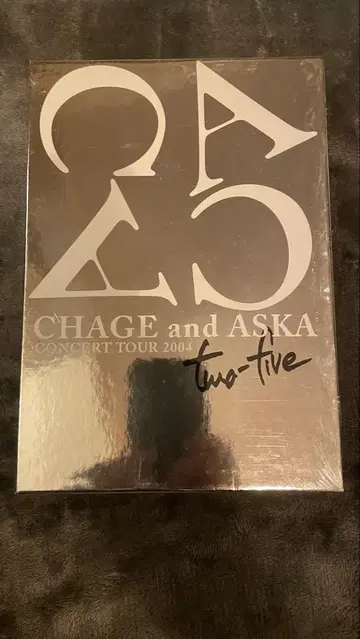 C A
A C
CHAGE and ASKA
CONCERT TOUR 2004
two-five